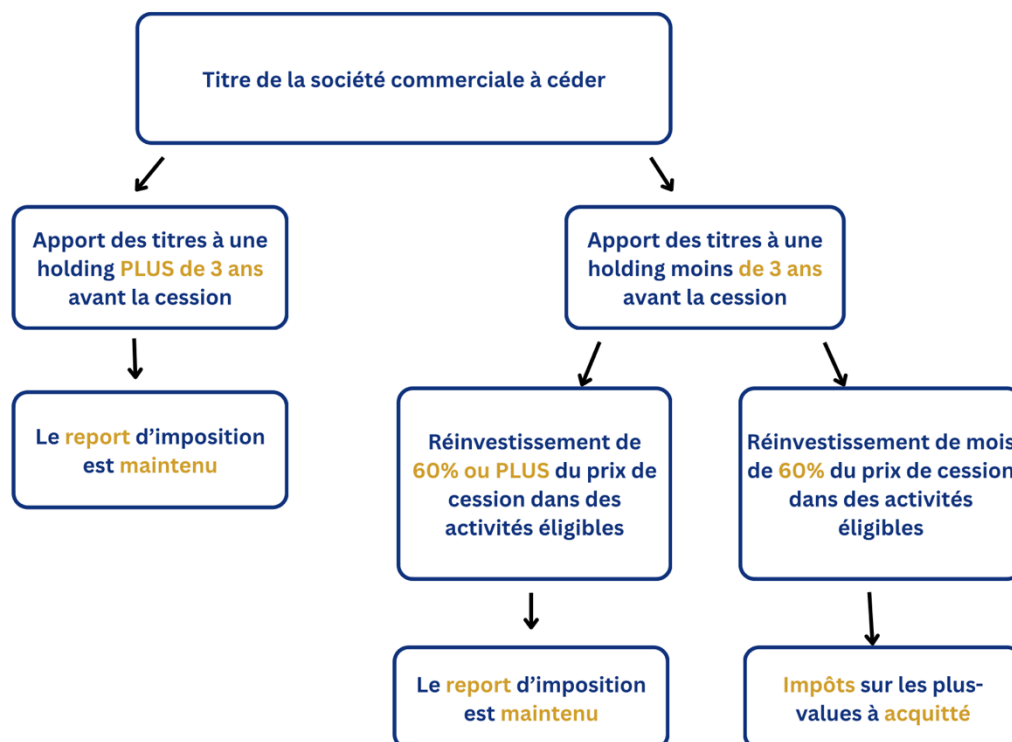 Titre de la société commerciale à céder
Apport des titres à une
holding PLUS de 3 ans
avant la cession
Apport des titres à une
holding moins de 3 ans
avant la cession
Le report d’imposition
est maintenu
Réinvestissement de
60% ou PLUS du prix de
cession dans des
activités éligibles
Réinvestissement de mois
de 60% du prix de cession
dans des activités
éligibles
Le report d’imposition
est maintenu
Impôts sur les plus-
values à acquitté